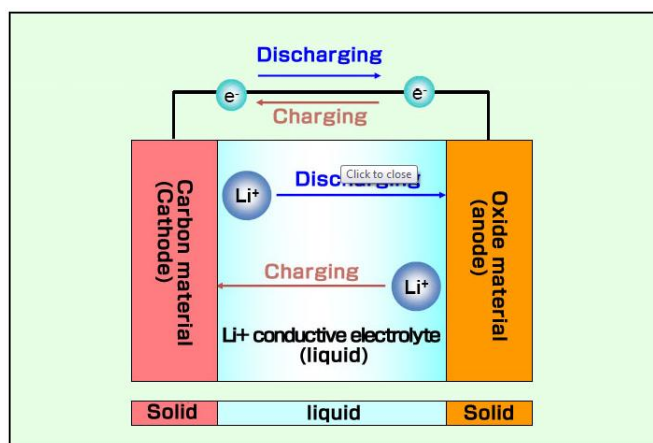 Discharging
e-
e-
Charging
Carbon material
(Cathode)
Li+
Discharging
Click to close
Oxide material
(anode)
Charging
Li+
Li+ conductive electrolyte
(liquid)
Solid
liquid
Solid